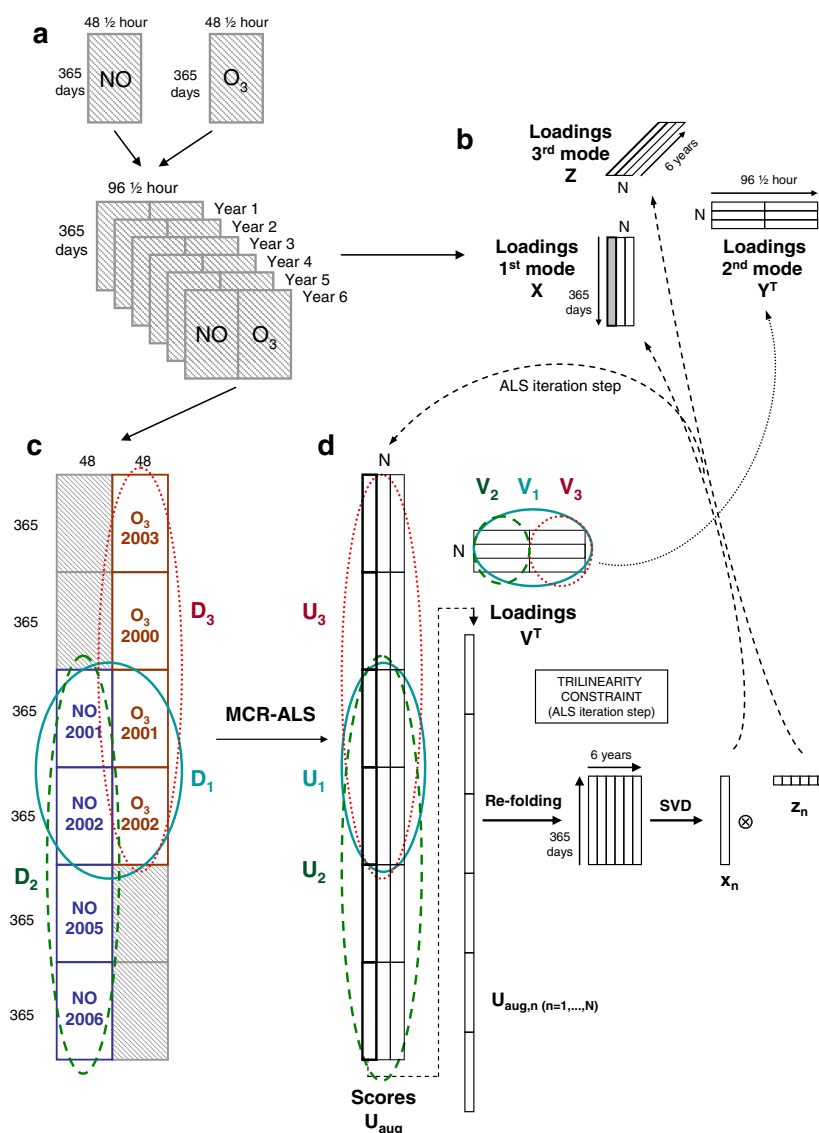 a
48 ½ hour
48 ½ hour
365
days
NO
365
days
O3
96 ½ hour
365
days
Year 1
Year 2
Year 3
Year 4
Year 5
Year 6
NO
O3
b
Loadings
3rd mode
Z
6 years
N
96 ½ hour
N
N
Loadings
1st mode
X
365
days
Loadings
2nd mode
YT
ALS iteration step
c
48
48
365
O3
2003
365
O3
2000
D3
365
NO
2001
O3
2001
D1
365
NO
2002
O3
2002
D2
365
NO
2005
365
NO
2006
MCR-ALS
d
N
U3
U1
U2
V2
V1
V3
N
Loadings
VT
TRILINEARITY
CONSTRAINT
(ALS iteration step)
6 years
Re-folding
365
days
SVD
⊗
xn
zn
Uaug,n (n=1,...,N)
Scores
Uaug